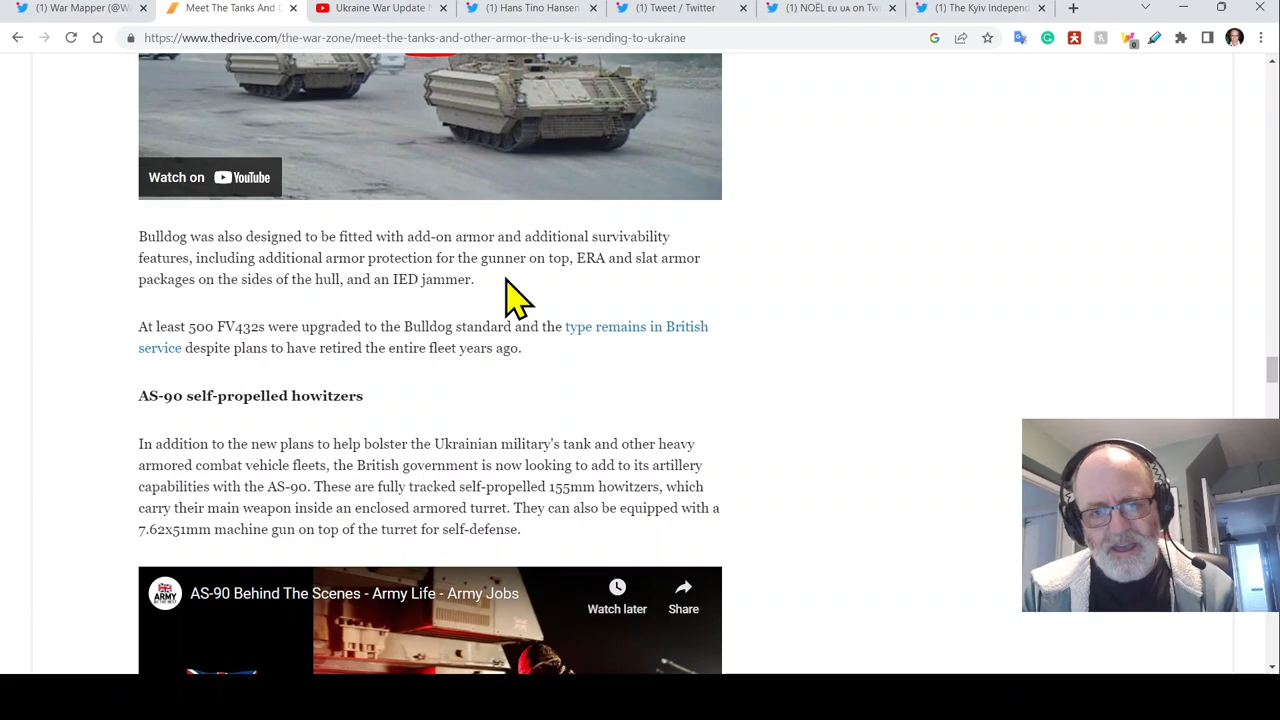 (1) War Mapper (@W
Meet The Tanks And O
Ukraine War Update N
(1) Hans Tino Hansen
(1) Tweet / Twitter
(1) NOËL EU UA on Tw
(1) The Kyiv Independ
https://www.thedrive.com/the-war-zone/meet-the-tanks-and-other-armor-the-u-k-is-sending-to-ukraine
Watch on YouTube
Bulldog was also designed to be fitted with add-on armor and additional survivability
features, including additional armor protection for the gunner on top, ERA and slat armor
packages on the sides of the hull, and an IED jammer.
At least 500 FV432s were upgraded to the Bulldog standard and the type remains in British
service despite plans to have retired the entire fleet years ago.
AS-90 self-propelled howitzers
In addition to the new plans to help bolster the Ukrainian military's tank and other heavy
armored combat vehicle fleets, the British government is now looking to add to its artillery
capabilities with the AS-90. These are fully tracked self-propelled 155mm howitzers, which
carry their main weapon inside an enclosed armored turret. They can also be equipped with a
7.62x51mm machine gun on top of the turret for self-defense.
ARMY
BE THE BEST
AS-90 Behind The Scenes - Army Life - Army Jobs
Watch later
Share